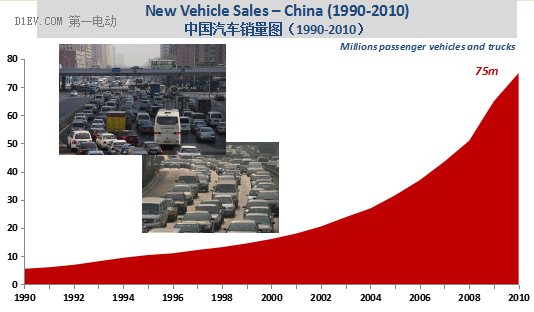 New Vehicle Sales – China (1990-2010)
D1EV.COM 第一电动
中国汽车销量图（1990-2010）
Millions passenger vehicles and trucks
75m
80
70
60
50
40
30
20
10
0
1990 1992 1994 1996 1998 2000 2002 2004 2006 2008 2010